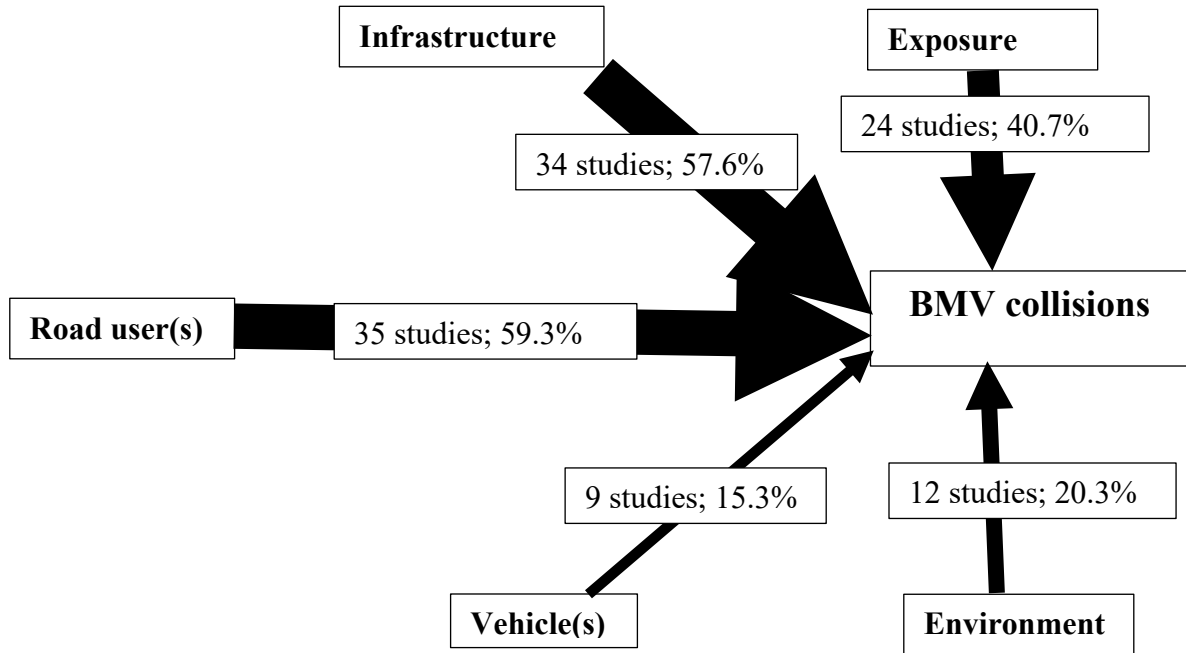 Infrastructure
Exposure
24 studies; 40.7%
34 studies; 57.6%
BMV collisions
Road user(s)
35 studies; 59.3%
9 studies; 15.3%
12 studies; 20.3%
Vehicle(s)
Environment